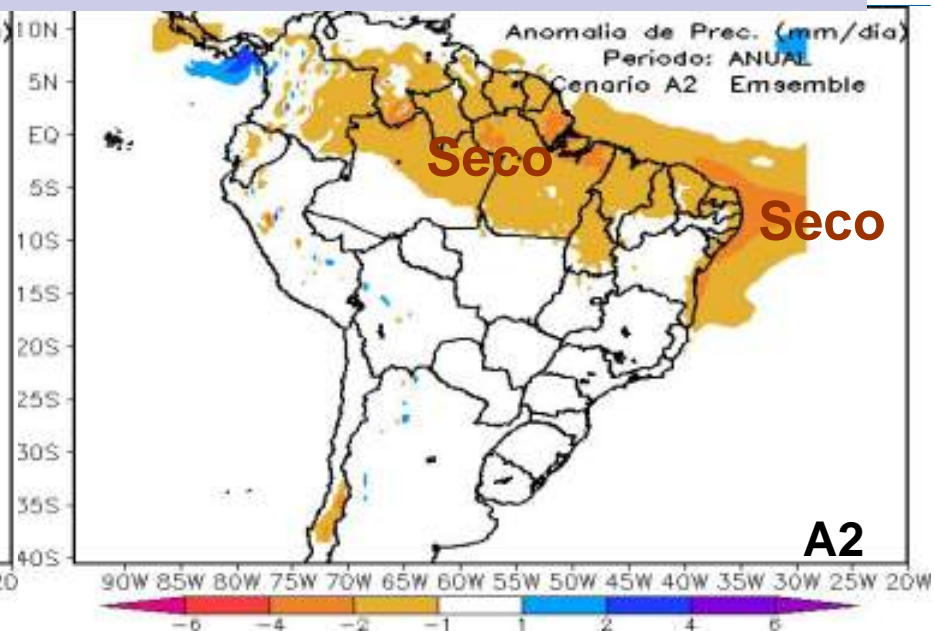 Anomalia de Prec. (mm/dia)
Periodo: ANUAL
Cenario A2 Emsemble
10N
5N
EQ
5S
10S
15S
20S
25S
30S
35S
40S
Seco
Seco
A2
90W 85W 80W 75W 70W 65W 60W 55W 50W 45W 40W 35W 30W 25W 20W
-6 -4 -2 -1 1 2 4 6